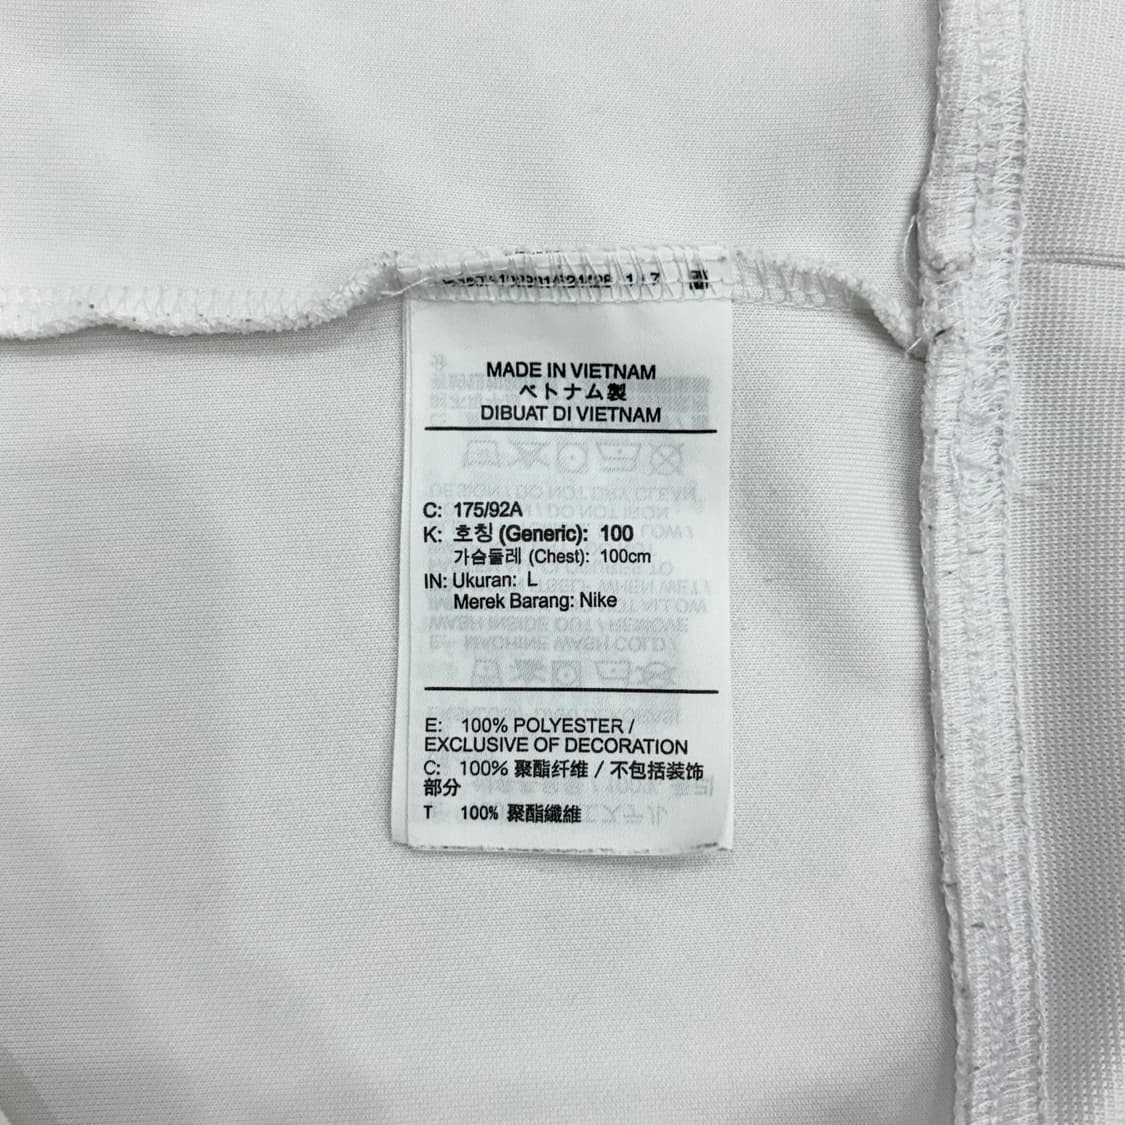 MADE IN VIETNAM
ベトナム製
DIBUAT DI VIETNAM
C: 175/92A
K: 호칭 (Generic): 100
가슴둘레 (Chest): 100cm
IN: Ukuran: L
Merek Barang: Nike
E: 100% POLYESTER /
EXCLUSIVE OF DECORATION
C: 100% 聚酯纤维 / 不包括装饰
部分
T 100% 聚酯纖維